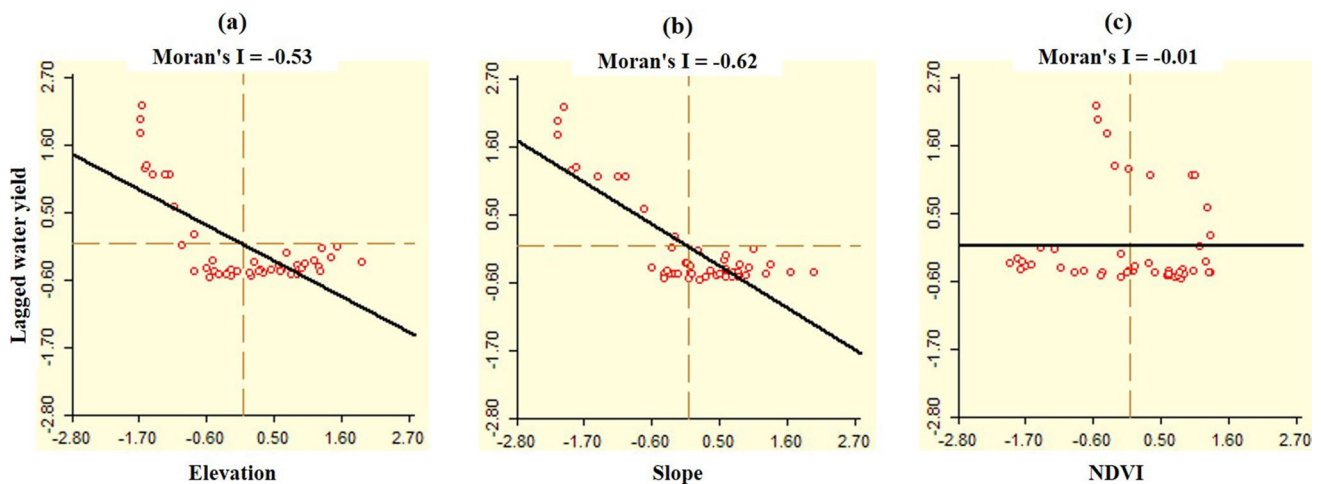 (a)
Moran's I = -0.53
Lagged water yield
2.70
1.60
0.50
-0.60
-1.70
-2.80
-2.80 -1.70 -0.60 0.50 1.60 2.70
Elevation
(b)
Moran's I = -0.62
2.70
1.60
0.50
-0.60
-1.70
-2.80
-2.80 -1.70 -0.60 0.50 1.60 2.70
Slope
(c)
Moran's I = -0.01
2.70
1.60
0.50
-0.60
-1.70
-2.80
-2.80 -1.70 -0.60 0.50 1.60 2.70
NDVI